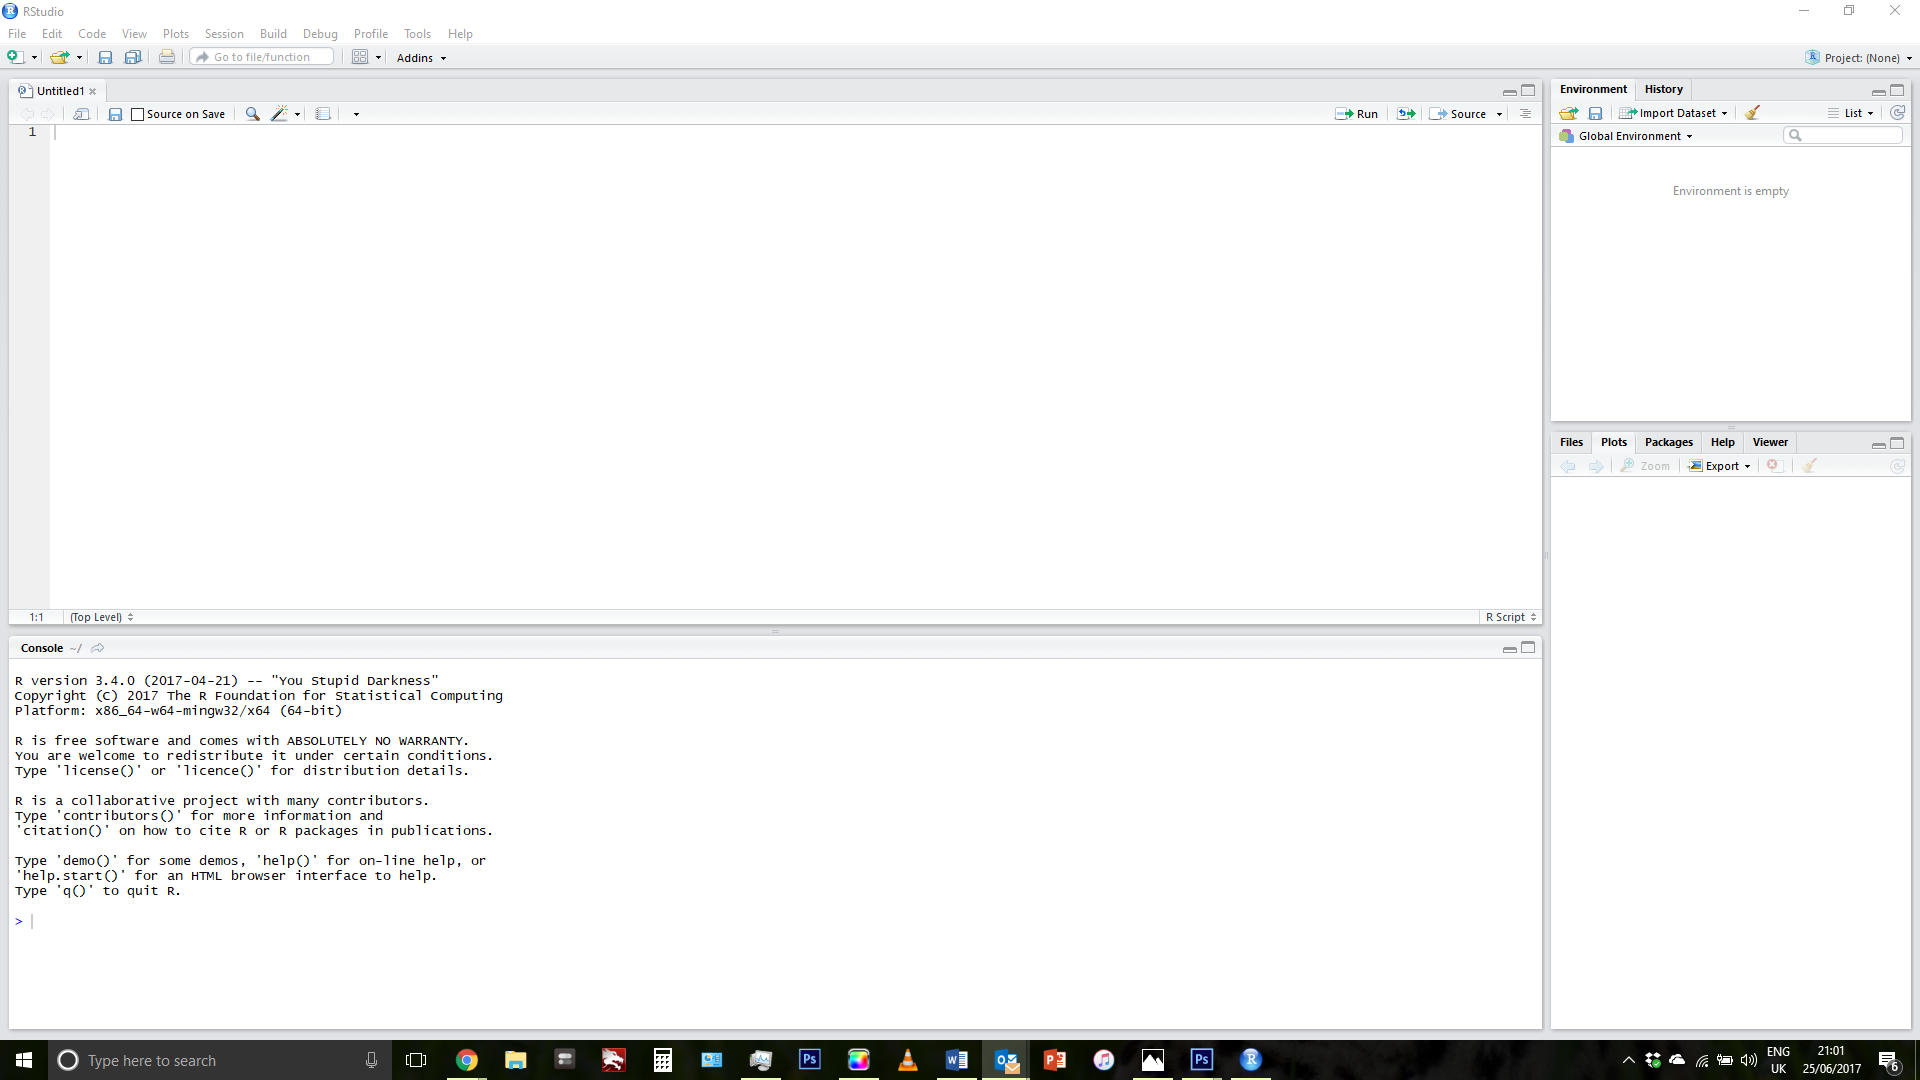 RStudio
File Edit Code View Plots Session Build Debug Profile Tools Help
Go to file/function Addins Project: (None)
Untitled1
Source on Save Run Source
1
1:1 (Top Level) R Script
Console ~/
R version 3.4.0 (2017-04-21) -- "You Stupid Darkness"
Copyright (C) 2017 The R Foundation for Statistical Computing
Platform: x86_64-w64-mingw32/x64 (64-bit)
R is free software and comes with ABSOLUTELY NO WARRANTY.
You are welcome to redistribute it under certain conditions.
Type 'license()' or 'licence()' for distribution details.
R is a collaborative project with many contributors.
Type 'contributors()' for more information and
'citation()' on how to cite R or R packages in publications.
Type 'demo()' for some demos, 'help()' for on-line help, or
'help.start()' for an HTML browser interface to help.
Type 'q()' to quit R.
>
Environment History
Import Dataset List
Global Environment
Environment is empty
Files Plots Packages Help Viewer
Zoom Export
Type here to search
ENG
UK
21:01
25/06/2017
6